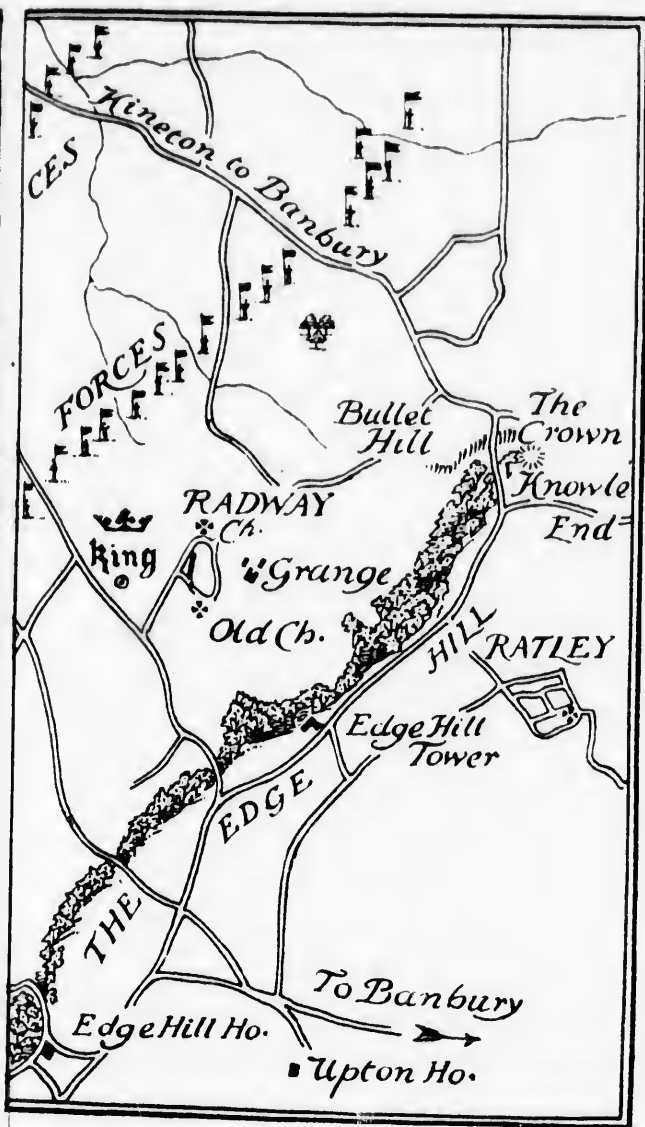 Kineton to Banbury
CES
FORCES
Bullet
Hill
The
Crown
Knowle
End
RADWAY
Ch.
King
Grange
Old Ch.
RATLEY
Edge Hill
Tower
THE EDGE HILL
To Banbury
Edge Hill Ho.
Upton Ho.